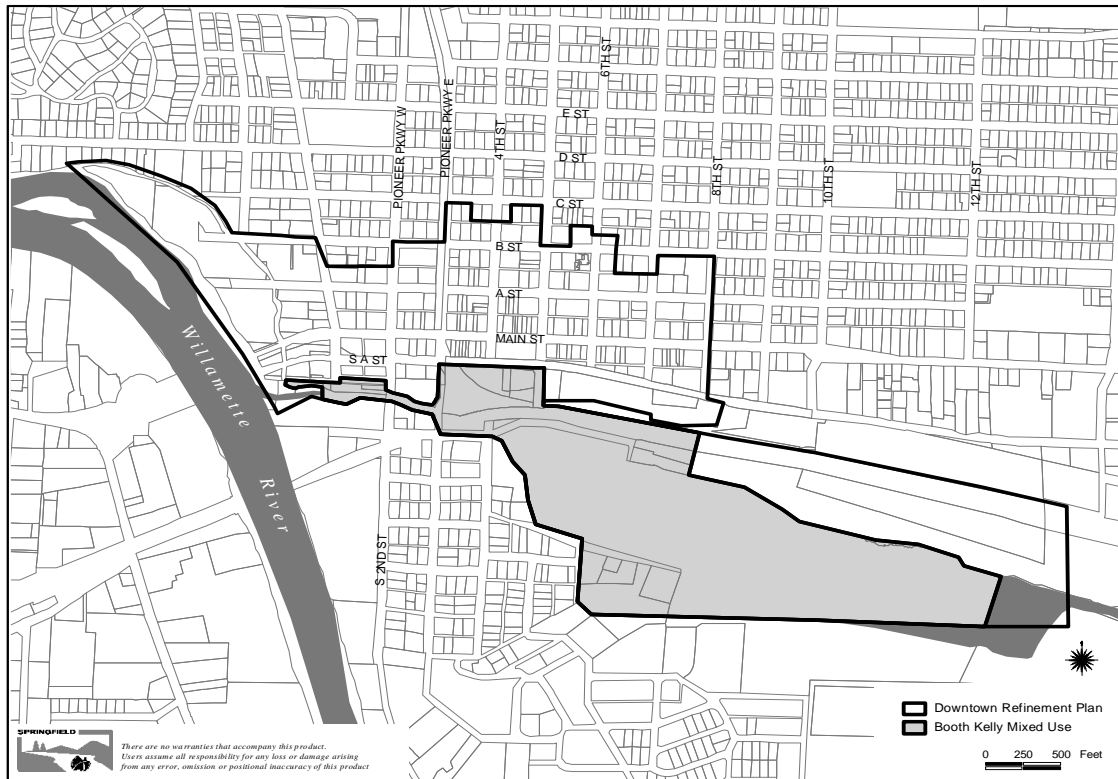 6TH ST
PIONEER PKWY E
E ST
PIONEER PKWY W
4TH ST
D ST
8TH ST
10TH ST
12TH ST
C ST
B ST
A ST
MAIN ST
S A ST
Willamette
River
S 2ND ST
Downtown Refinement Plan
Booth Kelly Mixed Use
0 250 500 Feet
SPRINGFIELD
There are no warranties that accompany this product.
Users assume all responsibility for any loss or damage arising
from any error, omission or positional inaccuracy of this product